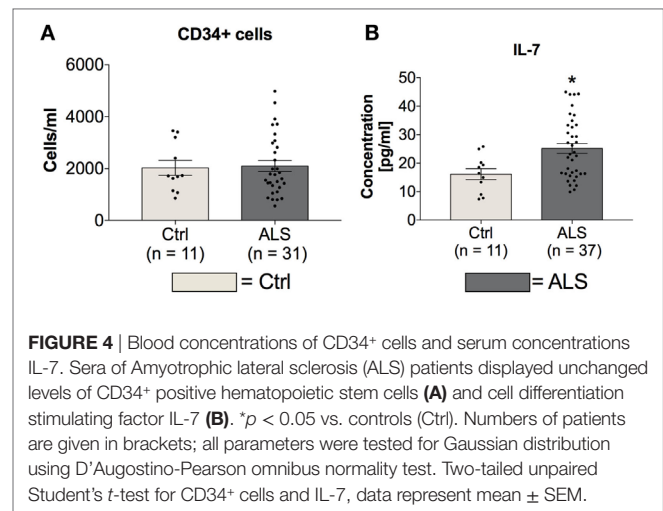 A
CD34+ cells
6000
4000
2000
0
Cells/ml
Ctrl
(n = 11)
ALS
(n = 31)
B
IL-7
*
50
40
30
20
10
0
Concentration
[pg/ml]
Ctrl
(n = 11)
ALS
(n = 37)
= Ctrl
= ALS
FIGURE 4 | Blood concentrations of CD34+ cells and serum concentrations
IL-7. Sera of Amyotrophic lateral sclerosis (ALS) patients displayed unchanged
levels of CD34+ positive hematopoietic stem cells (A) and cell differentiation
stimulating factor IL-7 (B). *p < 0.05 vs. controls (Ctrl). Numbers of patients
are given in brackets; all parameters were tested for Gaussian distribution
using D’Augostino-Pearson omnibus normality test. Two-tailed unpaired
Student’s t-test for CD34+ cells and IL-7, data represent mean ± SEM.